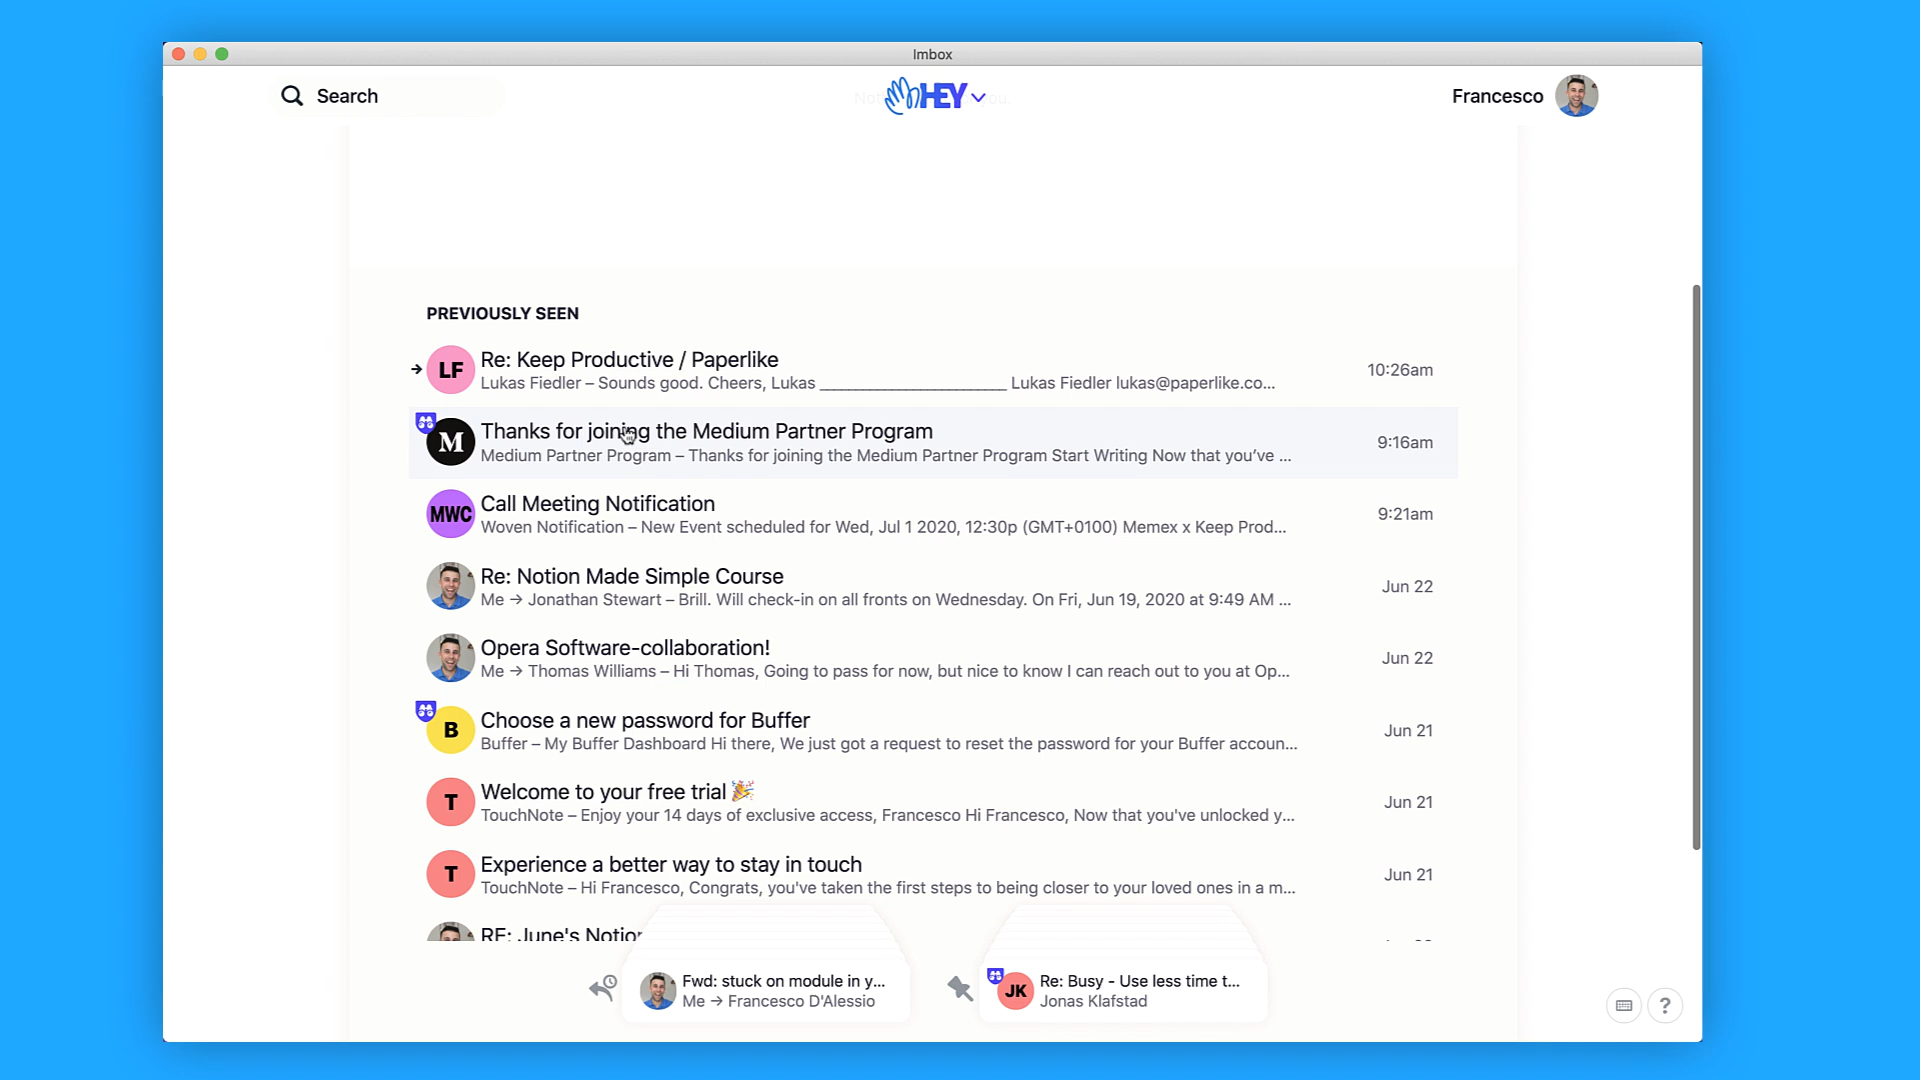 Imbox
Search
HEY
Francesco
PREVIOUSLY SEEN
LF
Re: Keep Productive / Paperlike
10:26am
Lukas Fiedler – Sounds good. Cheers, Lukas ________________________ Lukas Fiedler lukas@paperlike.co...
M
Thanks for joining the Medium Partner Program
9:16am
Medium Partner Program – Thanks for joining the Medium Partner Program Start Writing Now that you’ve ...
MWC
Call Meeting Notification
9:21am
Woven Notification – New Event scheduled for Wed, Jul 1 2020, 12:30p (GMT+0100) Memex x Keep Prod...
Re: Notion Made Simple Course
Jun 22
Me → Jonathan Stewart – Brill. Will check-in on all fronts on Wednesday. On Fri, Jun 19, 2020 at 9:49 AM ...
Opera Software-collaboration!
Jun 22
Me → Thomas Williams – Hi Thomas, Going to pass for now, but nice to know I can reach out to you at Op...
B
Choose a new password for Buffer
Jun 21
Buffer – My Buffer Dashboard Hi there, We just got a request to reset the password for your Buffer accoun...
T
Welcome to your free trial 🎉
Jun 21
TouchNote – Enjoy your 14 days of exclusive access, Francesco Hi Francesco, Now that you've unlocked y...
T
Experience a better way to stay in touch
Jun 21
TouchNote – Hi Francesco, Congrats, you've taken the first steps to being closer to your loved ones in a m...
RE: June's Notion
Fwd: stuck on module in y...
Me → Francesco D'Alessio
JK
Re: Busy - Use less time t...
Jonas Klafstad
?